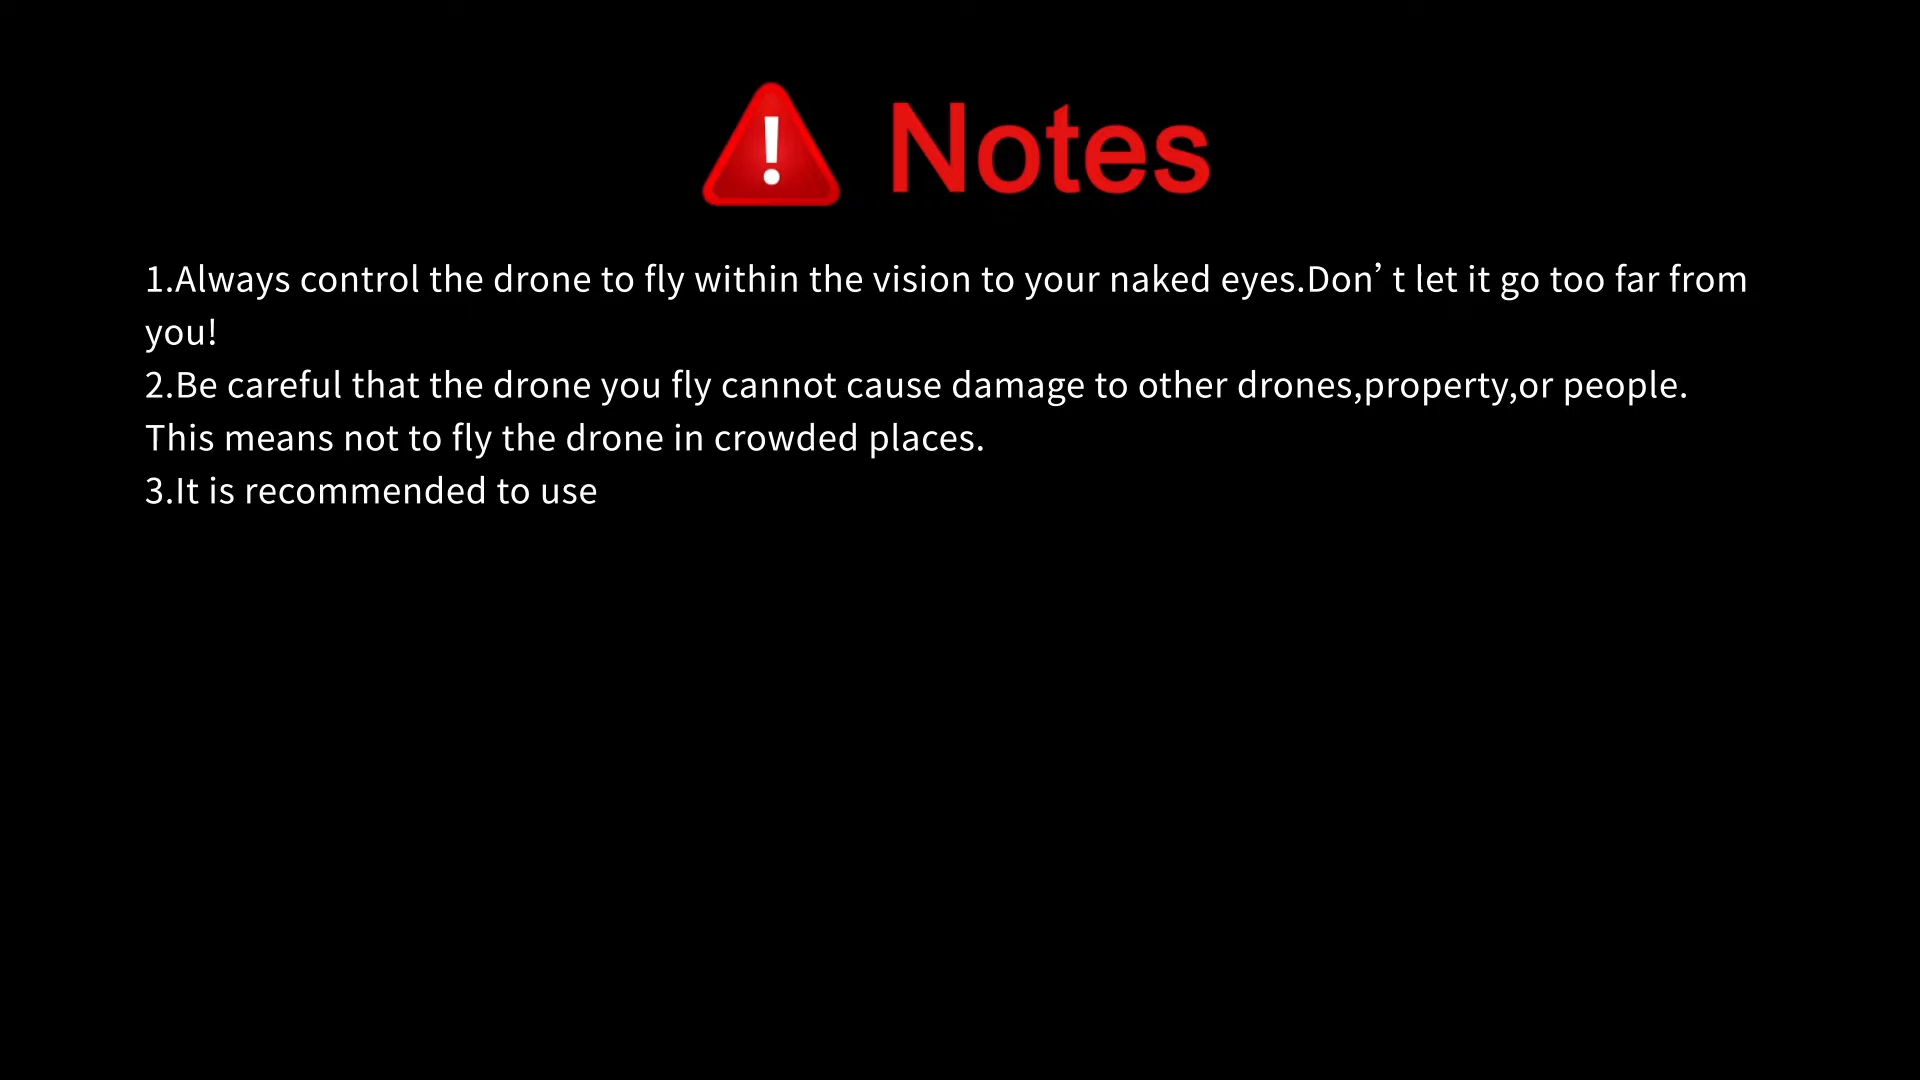 Notes
1.Always control the drone to fly within the vision to your naked eyes.Don’t let it go too far from
you!
2.Be careful that the drone you fly cannot cause damage to other drones,property,or people.
This means not to fly the drone in crowded places.
3.It is recommended to use